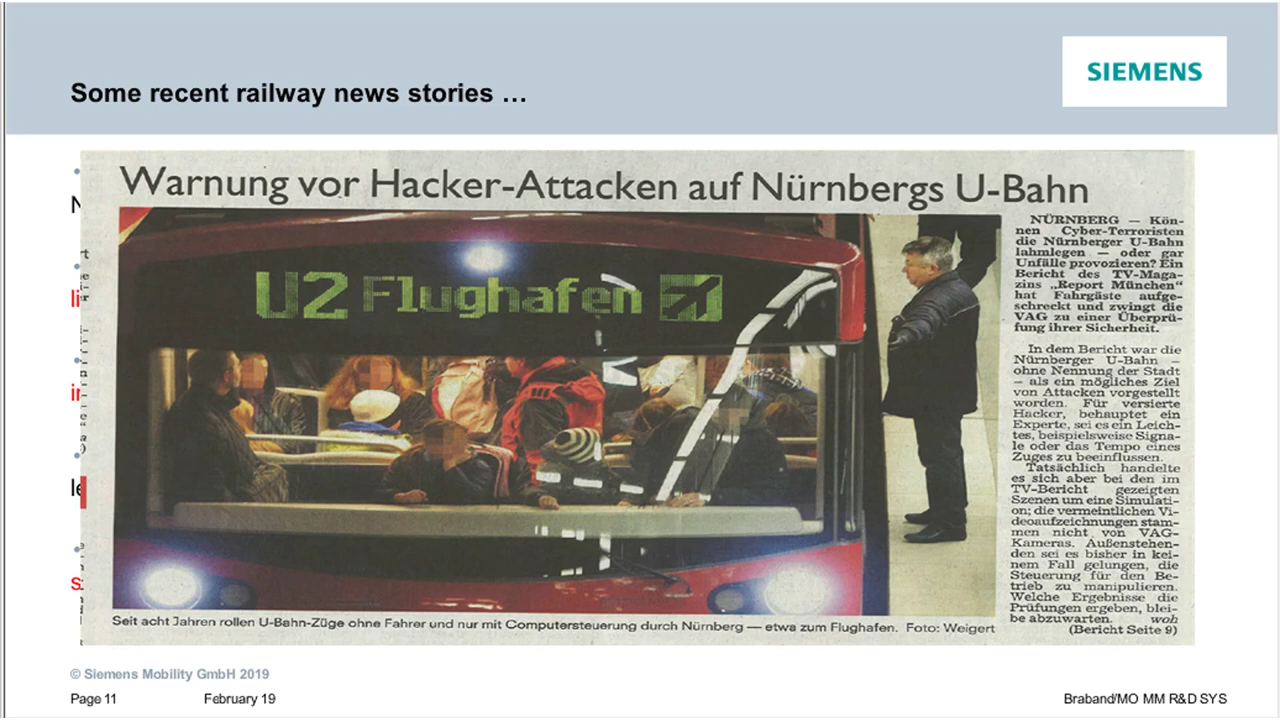 Some recent railway news stories …
SIEMENS
Warnung vor Hacker-Attacken auf Nürnbergs U-Bahn
U2 Flughafen
NÜRNBERG — Kön-
nen Cyber-Terroristen
die Nürnberger U-Bahn
lahmlegen — oder gar
Unfälle provozieren? Ein
Bericht des TV-Maga-
zins „Report München“
hat Fahrgäste aufge-
schreckt und zwingt die
VAG zu einer Überprü-
fung ihrer Sicherheit.
In dem Bericht war die
Nürnberger U-Bahn —
ohne Nennung der Stadt
— als ein mögliches Ziel
von Attacken vorgestellt
worden. Für versierte
Hacker, behauptet ein
Experte, sei es ein Leich-
tes, beispielsweise Signa-
le oder das Tempo eines
Zuges zu beeinflussen.
Tatsächlich handelte
es sich aber bei den im
TV-Bericht gezeigten
Szenen um eine Simulati-
on; die vermeintlichen Vi-
deoaufzeichnungen stam-
men nicht von VAG-
Kameras. Außenstehen-
den sei es bisher in kei-
nem Fall gelungen, die
Steuerung für den Be-
trieb zu manipulieren.
Welche Ergebnisse die
Prüfungen ergeben, blei-
be abzuwarten. woh
(Bericht Seite 9)
Seit acht Jahren rollen U-Bahn-Züge ohne Fahrer und nur mit Computersteuerung durch Nürnberg — etwa zum Flughafen. Foto: Weigert
© Siemens Mobility GmbH 2019
Page 11 February 19 Braband/MO MM R&D SYS